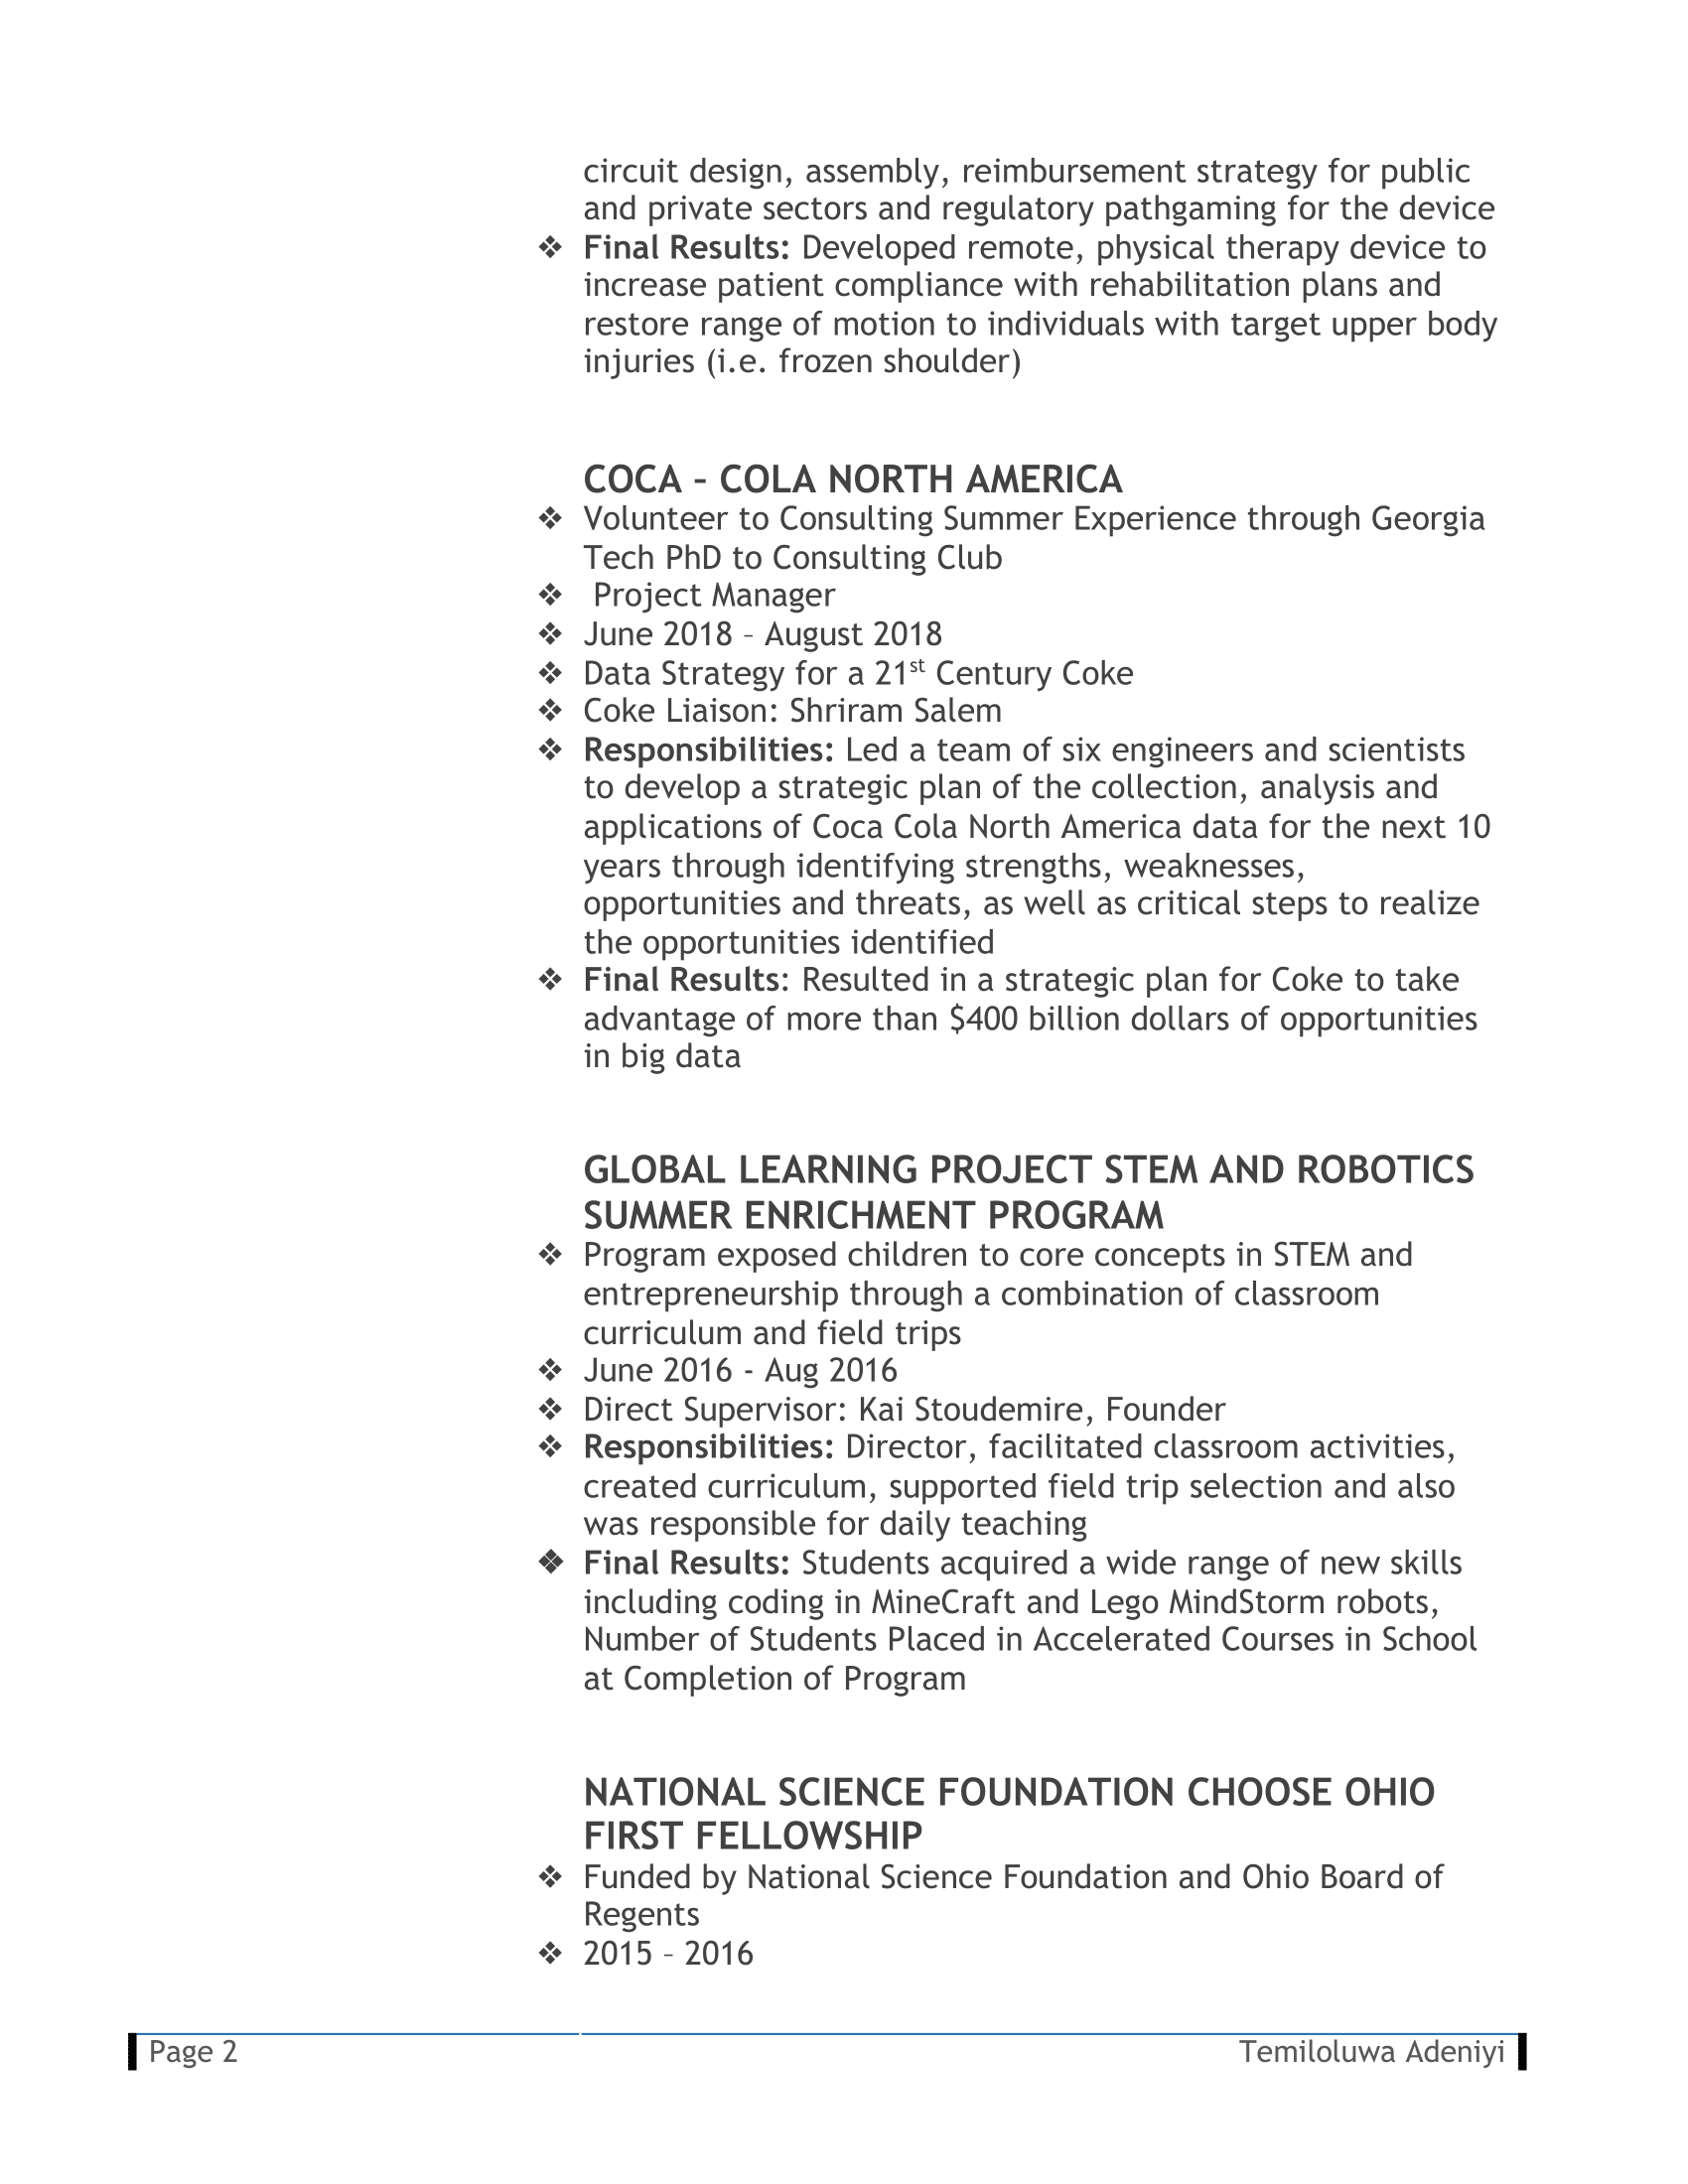 circuit design, assembly, reimbursement strategy for public
and private sectors and regulatory pathgaming for the device
❖ Final Results: Developed remote, physical therapy device to
increase patient compliance with rehabilitation plans and
restore range of motion to individuals with target upper body
injuries (i.e. frozen shoulder)
COCA – COLA NORTH AMERICA
❖ Volunteer to Consulting Summer Experience through Georgia
Tech PhD to Consulting Club
❖ Project Manager
❖ June 2018 – August 2018
❖ Data Strategy for a 21st Century Coke
❖ Coke Liaison: Shriram Salem
❖ Responsibilities: Led a team of six engineers and scientists
to develop a strategic plan of the collection, analysis and
applications of Coca Cola North America data for the next 10
years through identifying strengths, weaknesses,
opportunities and threats, as well as critical steps to realize
the opportunities identified
❖ Final Results: Resulted in a strategic plan for Coke to take
advantage of more than $400 billion dollars of opportunities
in big data
GLOBAL LEARNING PROJECT STEM AND ROBOTICS
SUMMER ENRICHMENT PROGRAM
❖ Program exposed children to core concepts in STEM and
entrepreneurship through a combination of classroom
curriculum and field trips
❖ June 2016 - Aug 2016
❖ Direct Supervisor: Kai Stoudemire, Founder
❖ Responsibilities: Director, facilitated classroom activities,
created curriculum, supported field trip selection and also
was responsible for daily teaching
❖ Final Results: Students acquired a wide range of new skills
including coding in MineCraft and Lego MindStorm robots,
Number of Students Placed in Accelerated Courses in School
at Completion of Program
NATIONAL SCIENCE FOUNDATION CHOOSE OHIO
FIRST FELLOWSHIP
❖ Funded by National Science Foundation and Ohio Board of
Regents
❖ 2015 – 2016
Page 2 Temiloluwa Adeniyi